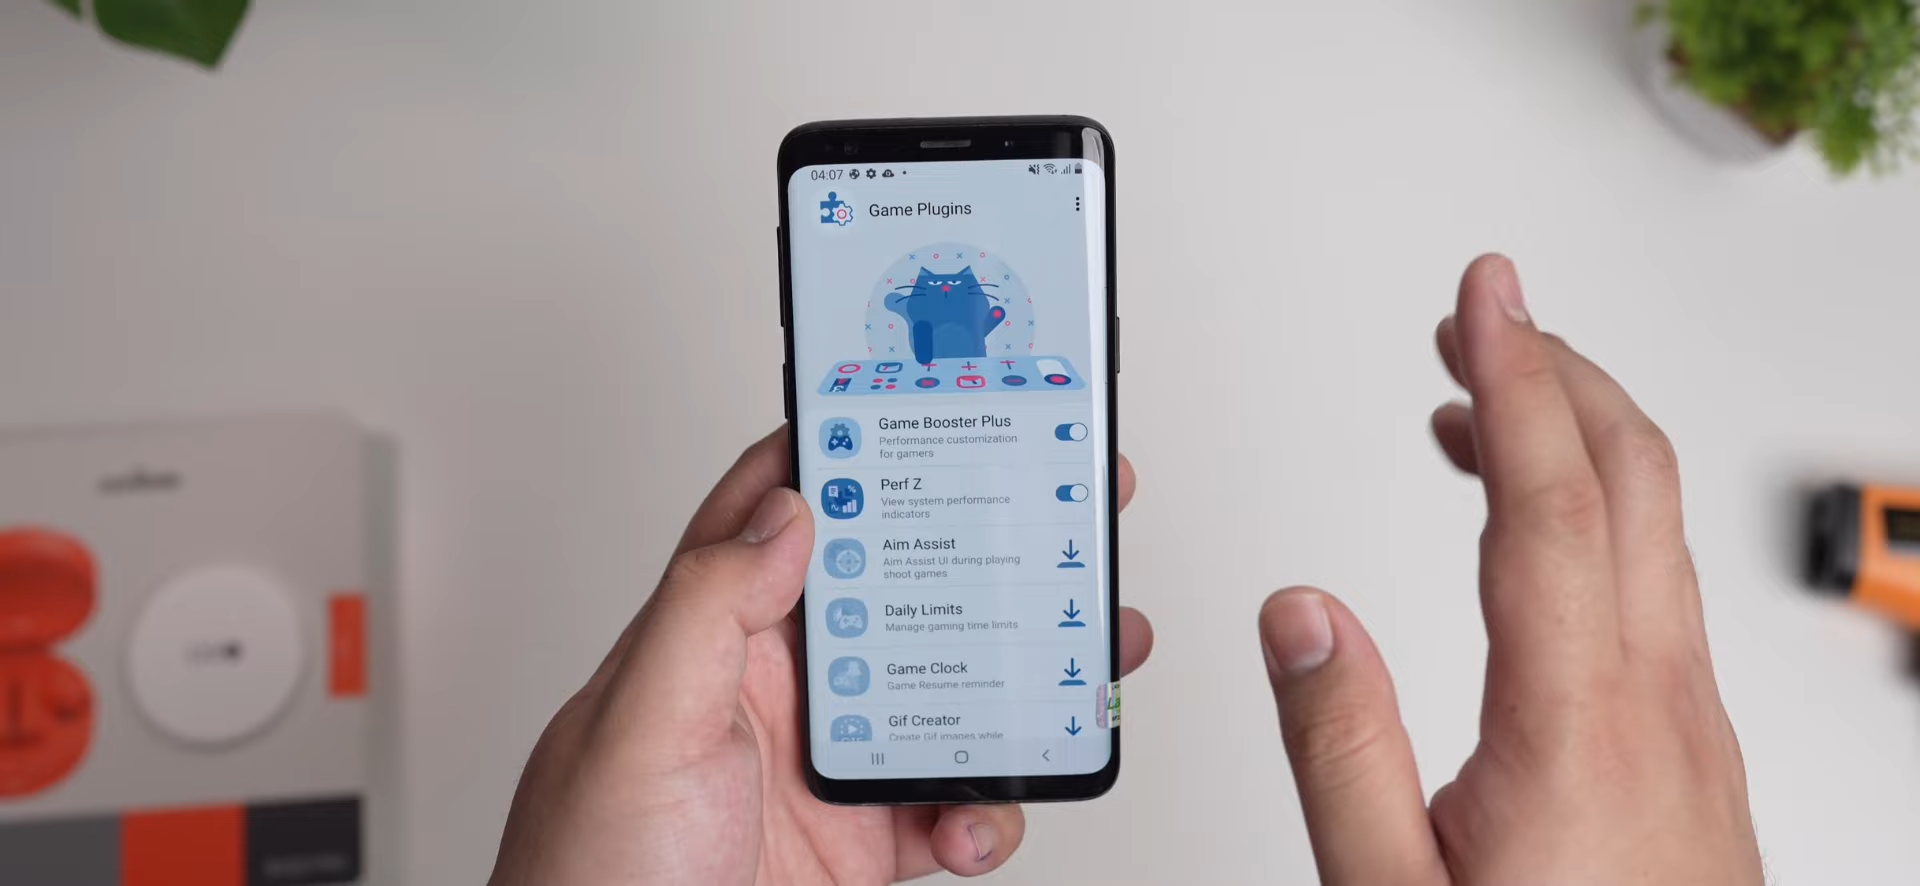 04:07
Game Plugins
Game Booster Plus
Performance customization
for gamers
Perf Z
View system performance
indicators
Aim Assist
Aim Assist UI during playing
shoot games
Daily Limits
Manage gaming time limits
Game Clock
Game Resume reminder
Gif Creator
Create Gif images while